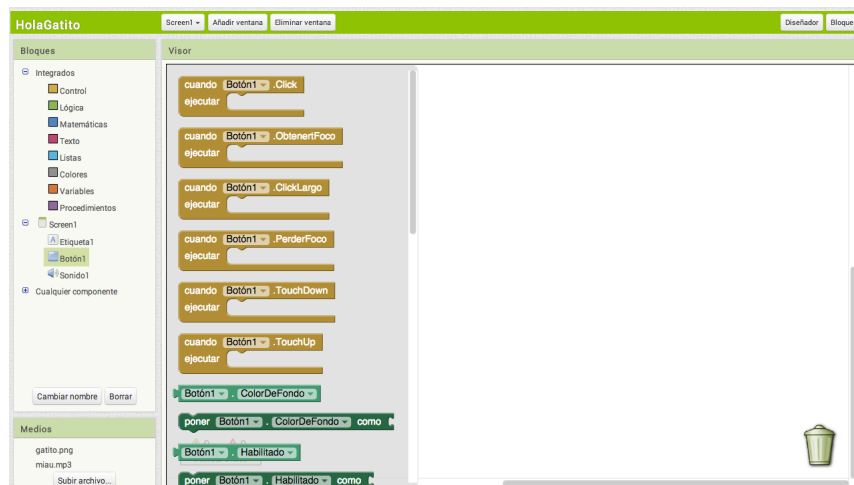 HolaGatito
Screen1 Añadir ventana Eliminar ventana
Diseñador Bloque
Bloques
Integrados
Control
Lógica
Matemáticas
Texto
Listas
Colores
Variables
Procedimientos
Screen1
A Etiqueta1
Botón1
Sonido1
Cualquier componente
Cambiar nombre Borrar
Medios
gatito.png
miau.mp3
Subir archivo...
Visor
cuando Botón1 .Click
ejecutar
cuando Botón1 .ObtenertFoco
ejecutar
cuando Botón1 .ClickLargo
ejecutar
cuando Botón1 .PerderFoco
ejecutar
cuando Botón1 .TouchDown
ejecutar
cuando Botón1 .TouchUp
ejecutar
Botón1 . ColorDeFondo
poner Botón1 . ColorDeFondo como
Botón1 . Habilitado
poner Botón1 . Habilitado como